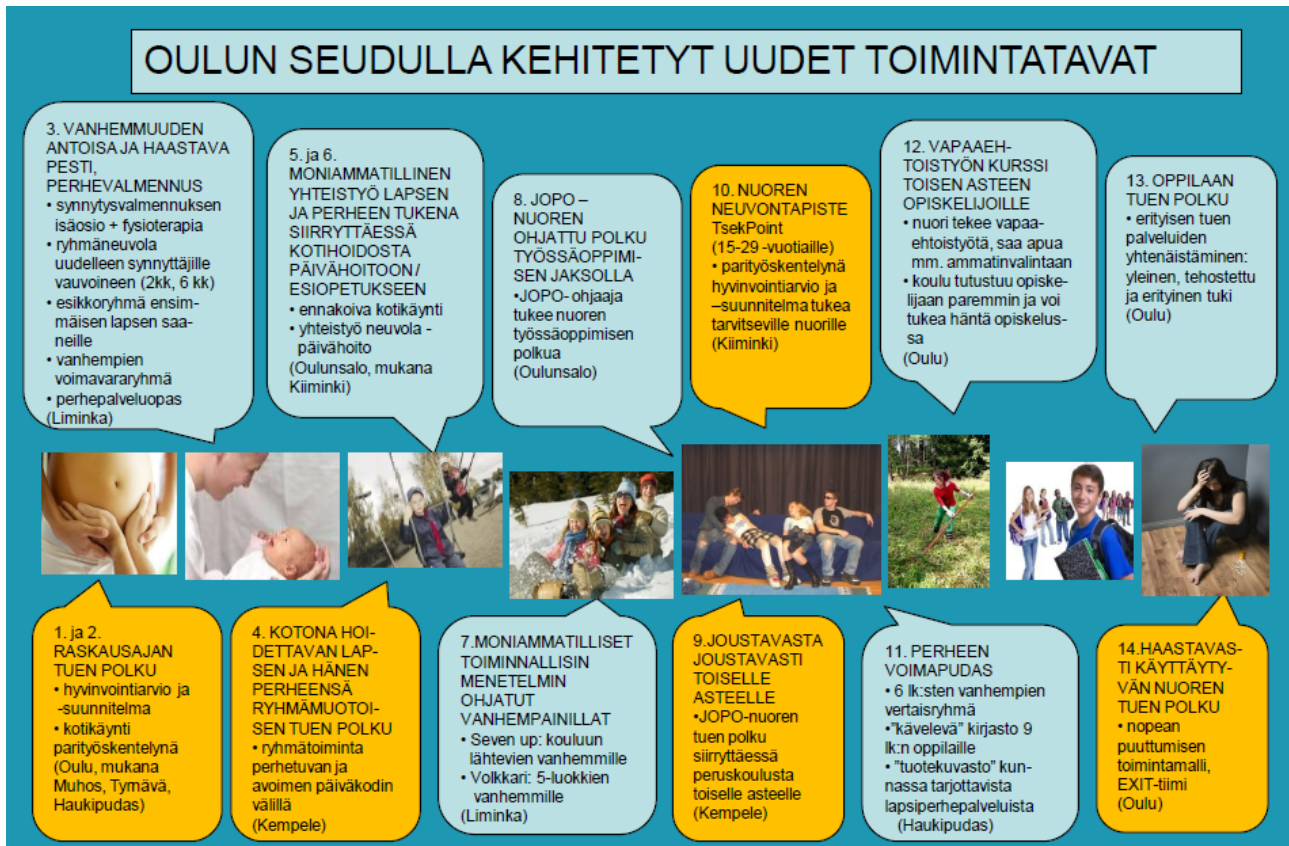 OULUN SEUDULLA KEHITETYT UUDET TOIMINTATAVAT
3. VANHEMMUUDEN
ANTOISA JA HAASTAVA
PESTI,
PERHEVALMENNUS
• synnytysvalmennuksen
isäosio + fysioterapia
• ryhmäneuvola
uudelleen synnyttäjille
vauvoineen (2kk, 6 kk)
• esikkoryhmä ensim-
mäisen lapsen saa-
neille
• vanhempien
voimavararyhmä
• perhepalveluopas
(Liminka)
5. ja 6.
MONIAMMATILLINEN
YHTEISTYÖ LAPSEN
JA PERHEEN TUKENA
SIIRRYTTÄESSÄ
KOTIHOIDOSTA
PÄIVÄHOITOON /
ESIOPETUKSEEN
• ennakoiva kotikäynti
• yhteistyö neuvola -
päivähoito
(Oulunsalo, mukana
Kiiminki)
8. JOPO –
NUOREN
OHJATTU POLKU
TYÖSSÄOPPIMI-
SEN JAKSOLLA
•JOPO- ohjaaja
tukee nuoren
työssäoppimisen
polkua
(Oulunsalo)
10. NUOREN
NEUVONTAPISTE
TsekPoint
(15-29 -vuotiaille)
• parityöskentelynä
hyvinvointiarvio ja
–suunnitelma tukea
tarvitseville nuorille
(Kiiminki)
12. VAPAAEH-
TOISTYÖN KURSSI
TOISEN ASTEEN
OPISKELIJOILLE
• nuori tekee vapaa-
ehtoistyötä, saa apua
mm. ammatinvalintaan
• koulu tutustuu opiske-
lijaan paremmin ja voi
tukea häntä opiskelus-
sa
(Oulu)
13. OPPILAAN
TUEN POLKU
• erityisen tuen
palveluiden
yhtenäistäminen:
yleinen, tehostettu
ja erityinen tuki
(Oulu)
1. ja 2.
RASKAUSAJAN
TUEN POLKU
• hyvinvointiarvio ja
-suunnitelma
• kotikäynti
parityöskentelynä
(Oulu, mukana
Muhos, Tyrnävä,
Haukipudas)
4. KOTONA HOI-
DETTAVAN LAP-
SEN JA HÄNEN
PERHEENSÄ
RYHMÄMUOTOI-
SEN TUEN POLKU
• ryhmätoiminta
perhetuvan ja
avoimen päiväkodin
välillä
(Kempele)
7.MONIAMMATILLISET
TOIMINNALLISIN
MENETELMIN
OHJATUT
VANHEMPAINILLAT
• Seven up: kouluun
lähtevien vanhemmille
• Volkkari: 5-luokkien
vanhemmille
(Liminka)
9.JOUSTAVASTA
JOUSTAVASTI
TOISELLE
ASTEELLE
•JOPO-nuoren
tuen polku
siirryttäessä
peruskoulusta
toiselle asteelle
(Kempele)
11. PERHEEN
VOIMAPUDAS
• 6 lk:sten vanhempien
vertaisryhmä
•"kävelevä" kirjasto 9
lk:n oppilaille
• "tuotekuvasto" kun-
nassa tarjottavista
lapsiperhepalveluista
(Haukipudas)
14.HAASTAVAS-
TI KÄYTTÄYTY-
VÄN NUOREN
TUEN POLKU
• nopean
puuttumisen
toimintamalli,
EXIT-tiimi
(Oulu)